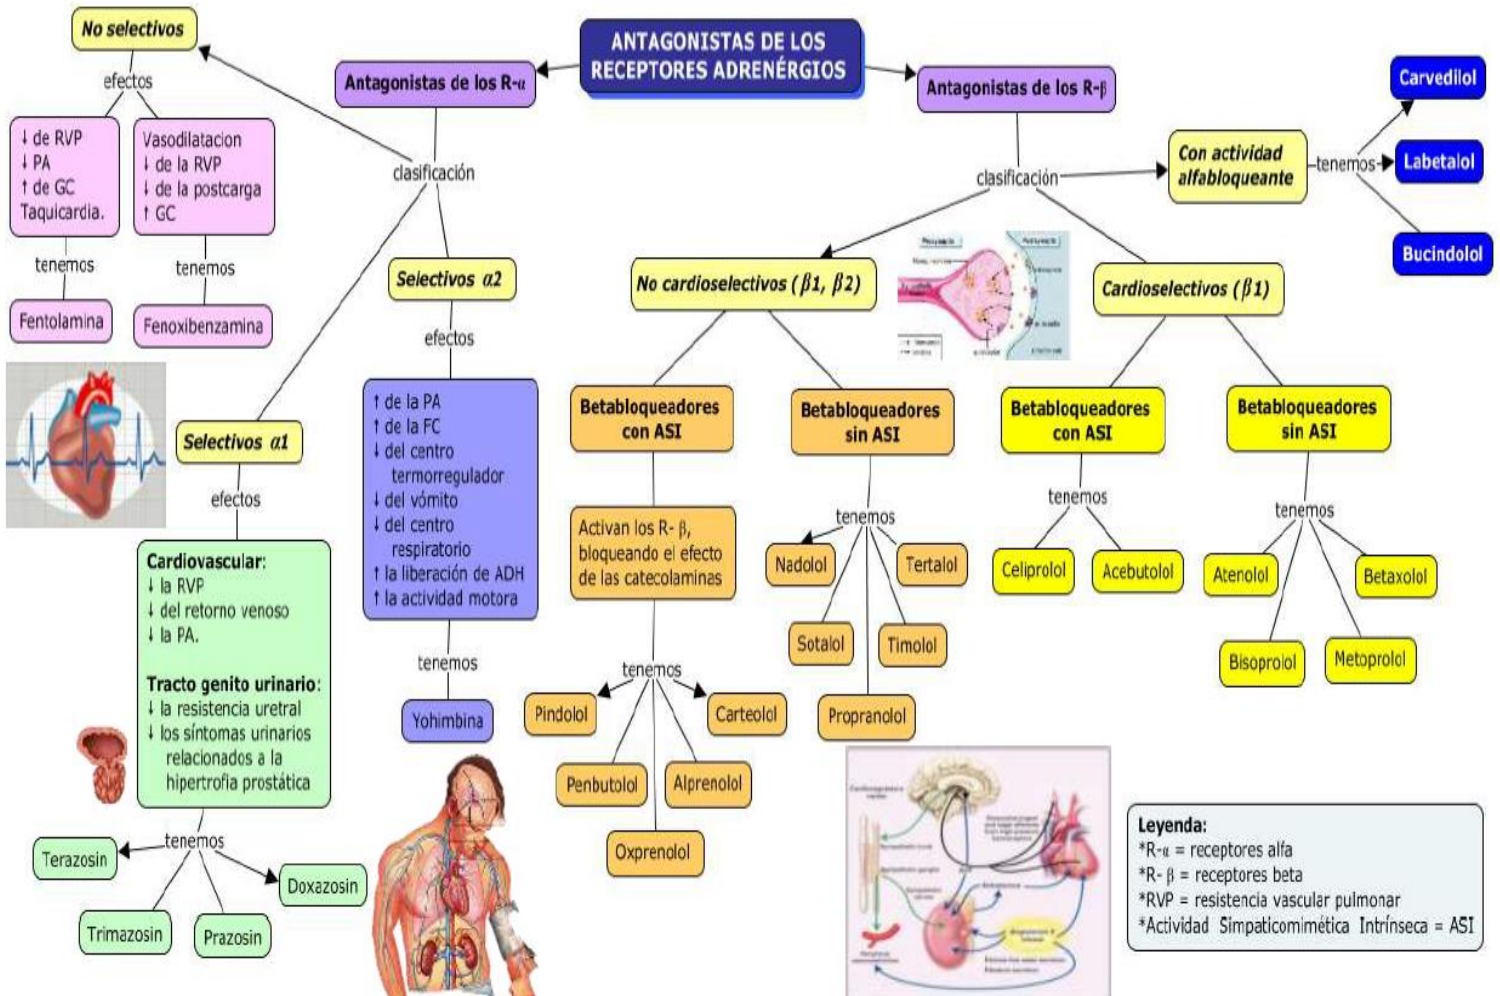 ANTAGONISTAS DE LOS
RECEPTORES ADRENÉRGIOS
No selectivos
efectos
↓ de RVP
↓ PA
↑ de GC
Taquicardia.
tenemos
Fentolamina
Vasodilatacion
↓ de la RVP
↓ de la postcarga
↑ GC
tenemos
Fenoxibenzamina
Antagonistas de los R-α
clasificación
Selectivos α2
efectos
↑ de la PA
↑ de la FC
↓ del centro
termorregulador
↓ del vómito
↓ del centro
respiratorio
↑ la liberación de ADH
↑ la actividad motora
tenemos
Yohimbina
Selectivos α1
efectos
Cardiovascular:
↓ la RVP
↓ del retorno venoso
↓ la PA.
Tracto genito urinario:
↓ la resistencia uretral
↓ los síntomas urinarios
relacionados a la
hipertrofia prostática
tenemos
Terazosin
Trimazosin
Prazosin
Doxazosin
Antagonistas de los R-β
clasificación
Con actividad
alfabloqueante
tenemos
Carvedilol
Labetalol
Bucindolol
No cardioselectivos (β1, β2)
Betabloqueadores
con ASI
Activan los R- β,
bloqueando el efecto
de las catecolaminas
tenemos
Pindolol
Penbutolol
Oxprenolol
Alprenolol
Carteolol
Betabloqueadores
sin ASI
tenemos
Nadolol
Sotalol
Propranolol
Timolol
Tertalol
Cardioselectivos (β1)
Betabloqueadores
con ASI
tenemos
Celiprolol
Acebutolol
Betabloqueadores
sin ASI
tenemos
Atenolol
Bisoprolol
Metoprolol
Betaxolol
Leyenda:
*R-α = receptores alfa
*R- β = receptores beta
*RVP = resistencia vascular pulmonar
*Actividad Simpaticomimética Intrínseca = ASI